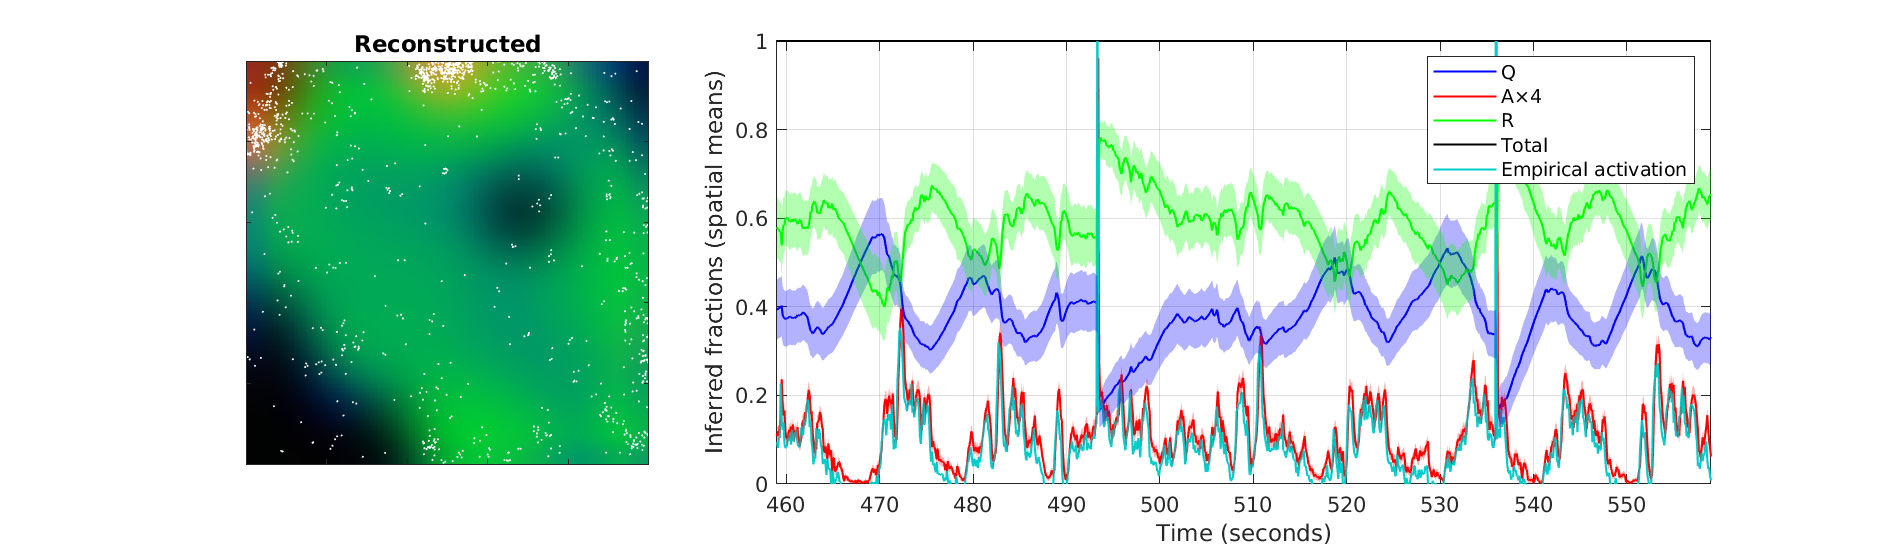 Reconstructed
Inferred fractions (spatial means)
1
0.8
0.6
0.4
0.2
0
460 470 480 490 500 510 520 530 540 550
Time (seconds)
Q
A×4
R
Total
Empirical activation